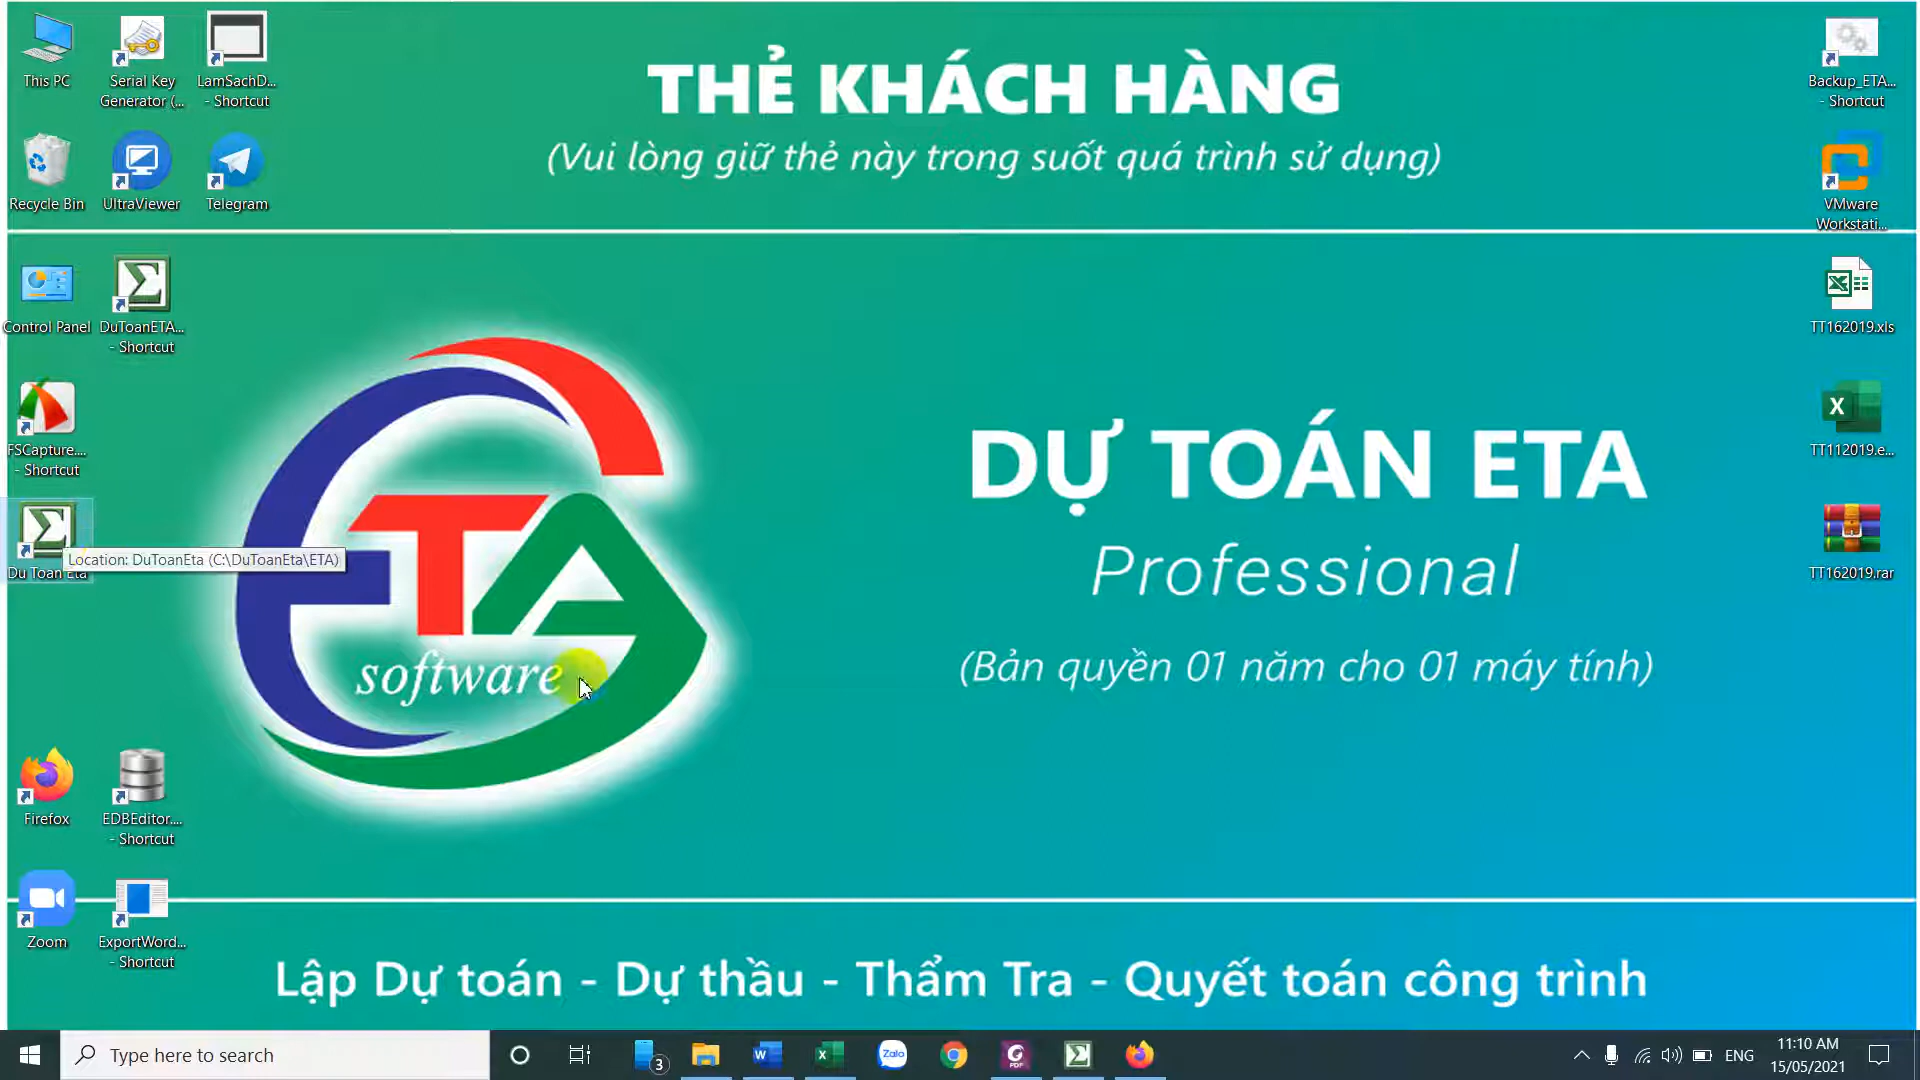 This PC
Serial Key
Generator (...
LamSachD...
- Shortcut
Recycle Bin
UltraViewer
Telegram
Control Panel
DuToanETA...
- Shortcut
FSCapture....
- Shortcut
Du Toan Eta
Location: DuToanEta (C:\DuToanEta\ETA)
Firefox
EDBEditor....
- Shortcut
Zoom
ExportWord...
- Shortcut
THẺ KHÁCH HÀNG
(Vui lòng giữ thẻ này trong suốt quá trình sử dụng)
ETA
software
DỰ TOÁN ETA
Professional
(Bản quyền 01 năm cho 01 máy tính)
Lập Dự toán - Dự thầu - Thẩm Tra - Quyết toán công trình
Backup_ETA...
- Shortcut
VMware
Workstati...
TT162019.xls
TT112019.e...
TT162019.rar
Type here to search
3
W
X
Zalo
PDF
ENG
11:10 AM
15/05/2021